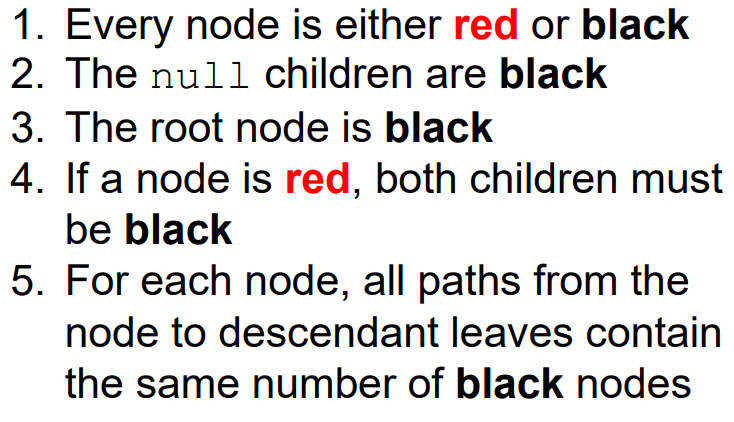 1. Every node is either red or black
2. The null children are black
3. The root node is black
4. If a node is red, both children must
be black
5. For each node, all paths from the
node to descendant leaves contain
the same number of black nodes